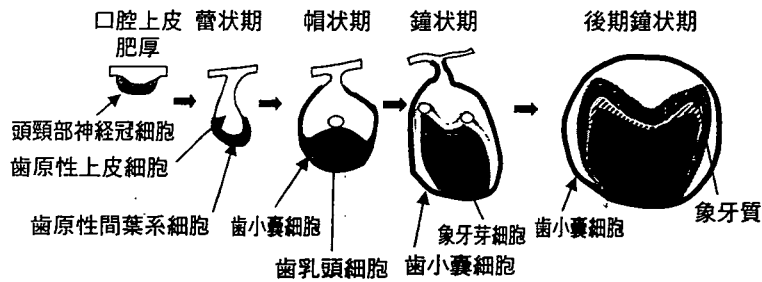 口腔上皮
肥厚
蕾状期
帽状期
鐘状期
後期鐘状期
頭頸部神経冠細胞
歯原性上皮細胞
歯原性間葉系細胞
歯小嚢細胞
歯乳頭細胞
象牙芽細胞
歯小嚢細胞
歯小嚢細胞
象牙質